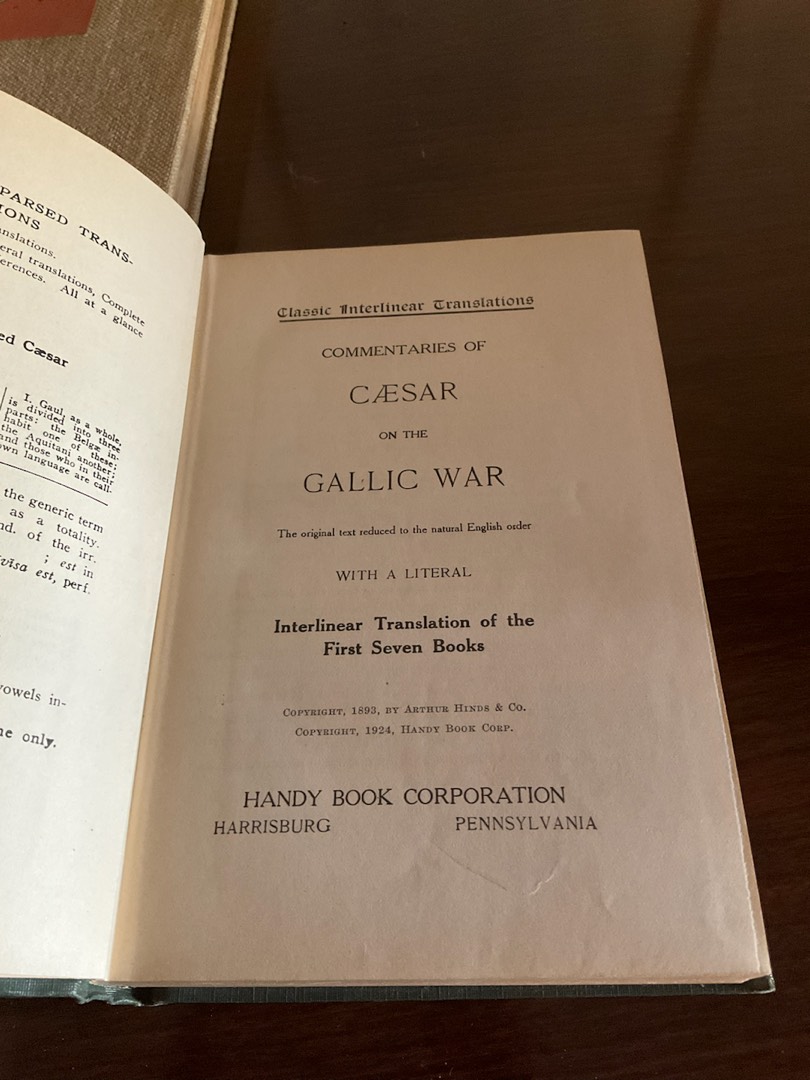 PARSED TRANS-
IONS
nslations.
eral translations, Complete
erences. All at a glance
ed Cæsar
I. Gaul, as a whole,
is divided into three
parts: the Belgæ in-
habit one of these;
the Aquitani another;
and those who in their
own language are call-
the generic term
as a totality.
nd. of the irr.
; est in
visa est, perf.
vowels in-
ne only.
Classic Interlinear Translations
COMMENTARIES OF
CÆSAR
ON THE
GALLIC WAR
The original text reduced to the natural English order
WITH A LITERAL
Interlinear Translation of the
First Seven Books
COPYRIGHT, 1893, BY ARTHUR HINDS & CO.
COPYRIGHT, 1924, HANDY BOOK CORP.
HANDY BOOK CORPORATION
HARRISBURG PENNSYLVANIA